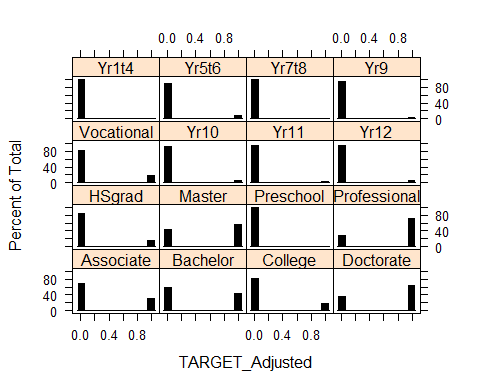 0.0 0.4 0.8 0.0 0.4 0.8
Yr1t4 Yr5t6 Yr7t8 Yr9
80
40
0
Vocational Yr10 Yr11 Yr12
80
40
0
HSgrad Master Preschool Professional
80
40
0
Associate Bachelor College Doctorate
80
40
0
0.0 0.4 0.8 0.0 0.4 0.8
Percent of Total
TARGET_Adjusted